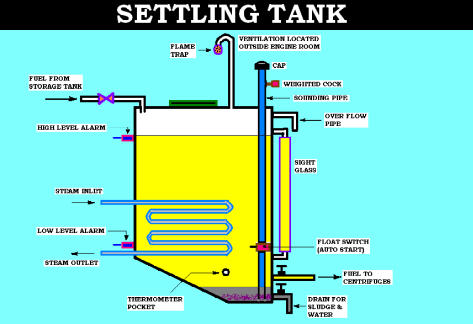 SETTLING TANK
VENTILATION LOCATED
OUTSIDE ENGINE ROOM
FLAME
TRAP
CAP
FUEL FROM
STORAGE TANK
WEIGHTED COCK
SOUNDING PIPE
OVER FLOW
PIPE
HIGH LEVEL ALARM
SIGHT
GLASS
STEAM INLET
LOW LEVEL ALARM
FLOAT SWITCH
(AUTO START)
STEAM OUTLET
FUEL TO
CENTRIFUGES
THERMOMETER
POCKET
DRAIN FOR
SLUDGE &
WATER